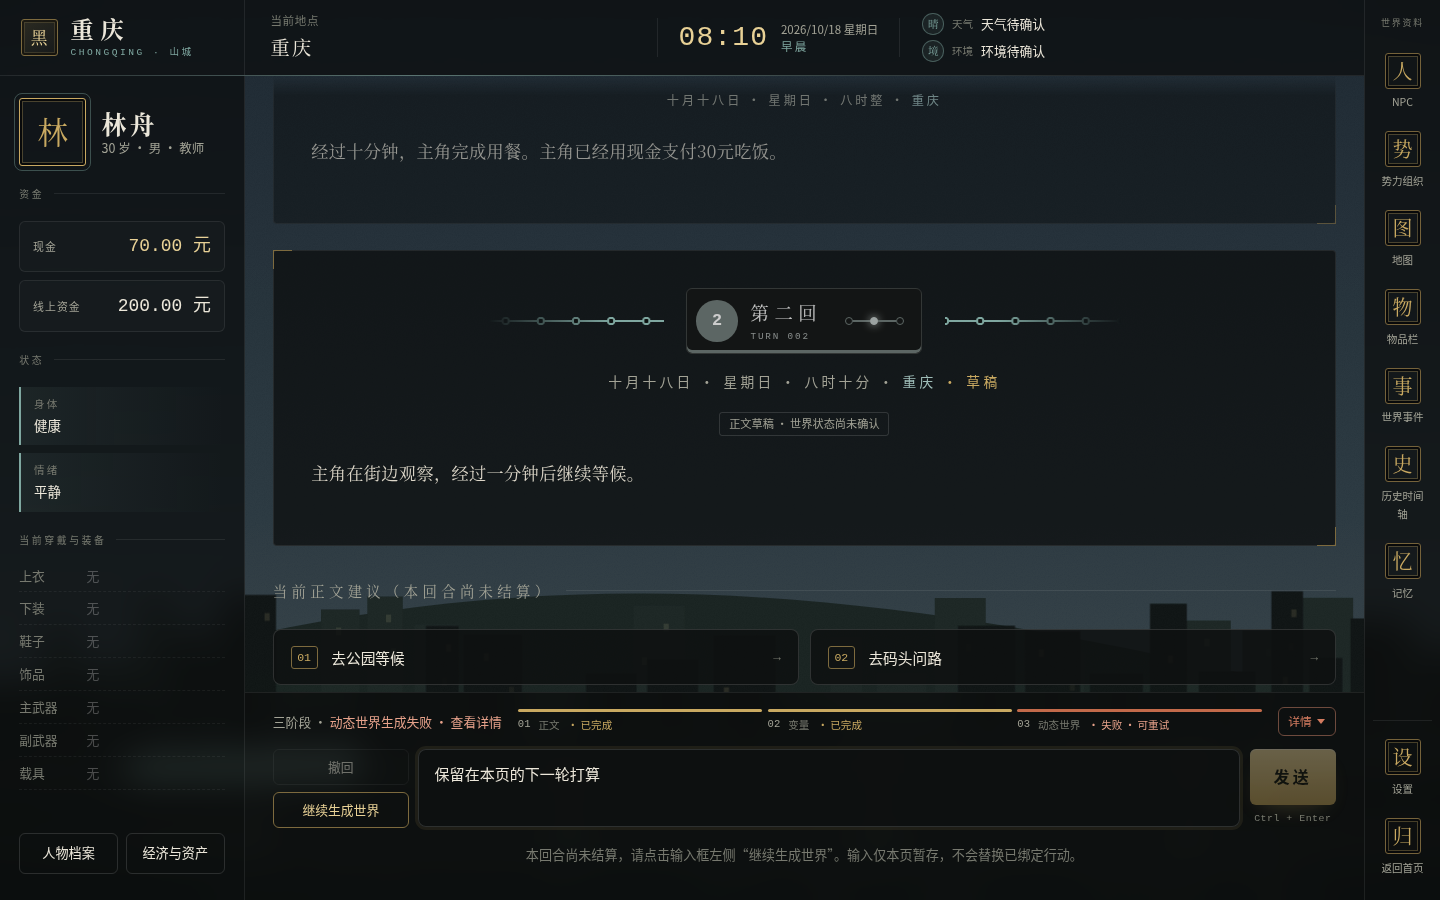 黑
重庆
CHONGQING · 山城
当前地点
重庆
08:10
2026/10/18 星期日
早晨
晴 天气 天气待确认
境 环境 环境待确认
林
林舟
30 岁 · 男 · 教师
资金
现金 70.00 元
线上资金 200.00 元
状态
身体
健康
情绪
平静
当前穿戴与装备
上衣 无
下装 无
鞋子 无
饰品 无
主武器 无
副武器 无
载具 无
人物档案
经济与资产
十月十八日 · 星期日 · 八时整 · 重庆
经过十分钟，主角完成用餐。主角已经用现金支付30元吃饭。
2
第二回
TURN 002
十月十八日 · 星期日 · 八时十分 · 重庆 · 草稿
正文草稿 · 世界状态尚未确认
主角在街边观察，经过一分钟后继续等候。
当前正文建议（本回合尚未结算）
01 去公园等候 →
02 去码头问路 →
三阶段 · 动态世界生成失败 · 查看详情
01 正文 · 已完成
02 变量 · 已完成
03 动态世界 · 失败 · 可重试
详情
撤回
继续生成世界
保留在本页的下一轮打算
发送
Ctrl + Enter
本回合尚未结算，请点击输入框左侧“继续生成世界”。输入仅本页暂存，不会替换已绑定行动。
世界资料
人
NPC
势
势力组织
图
地图
物
物品栏
事
世界事件
史
历史时间
轴
忆
记忆
设
设置
归
返回首页